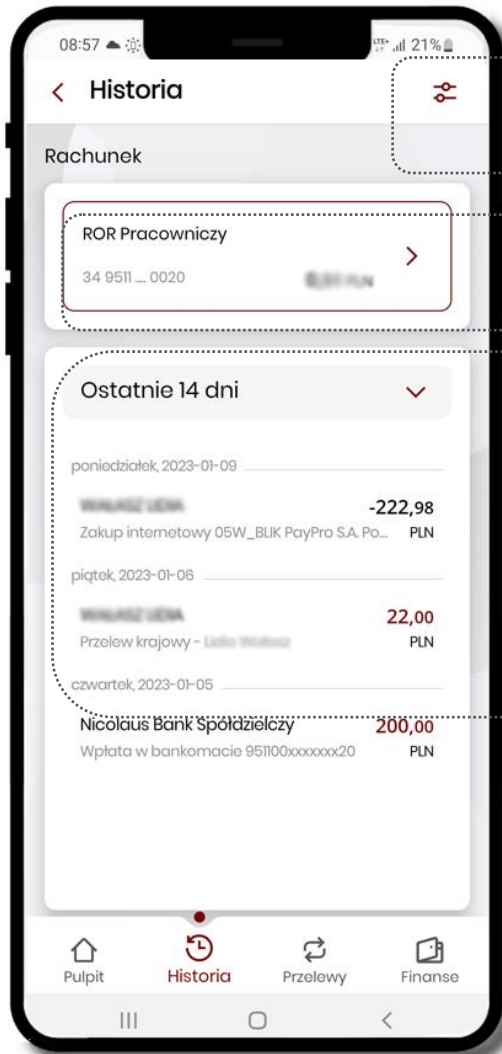 08:57 LTE+ 21%
Historia
Rachunek
ROR Pracowniczy
34 9511 .... 0020
Ostatnie 14 dni
poniedziałek, 2023-01-09
-222,98
Zakup internetowy 05W_BLIK PayPro S.A. Po... PLN
piątek, 2023-01-06
22,00
Przelew krajowy - PLN
czwartek, 2023-01-05
Nicolaus Bank Spółdzielczy 200,00
Wpłata w bankomacie 951100xxxxxxx20 PLN
Pulpit Historia Przelewy Finanse